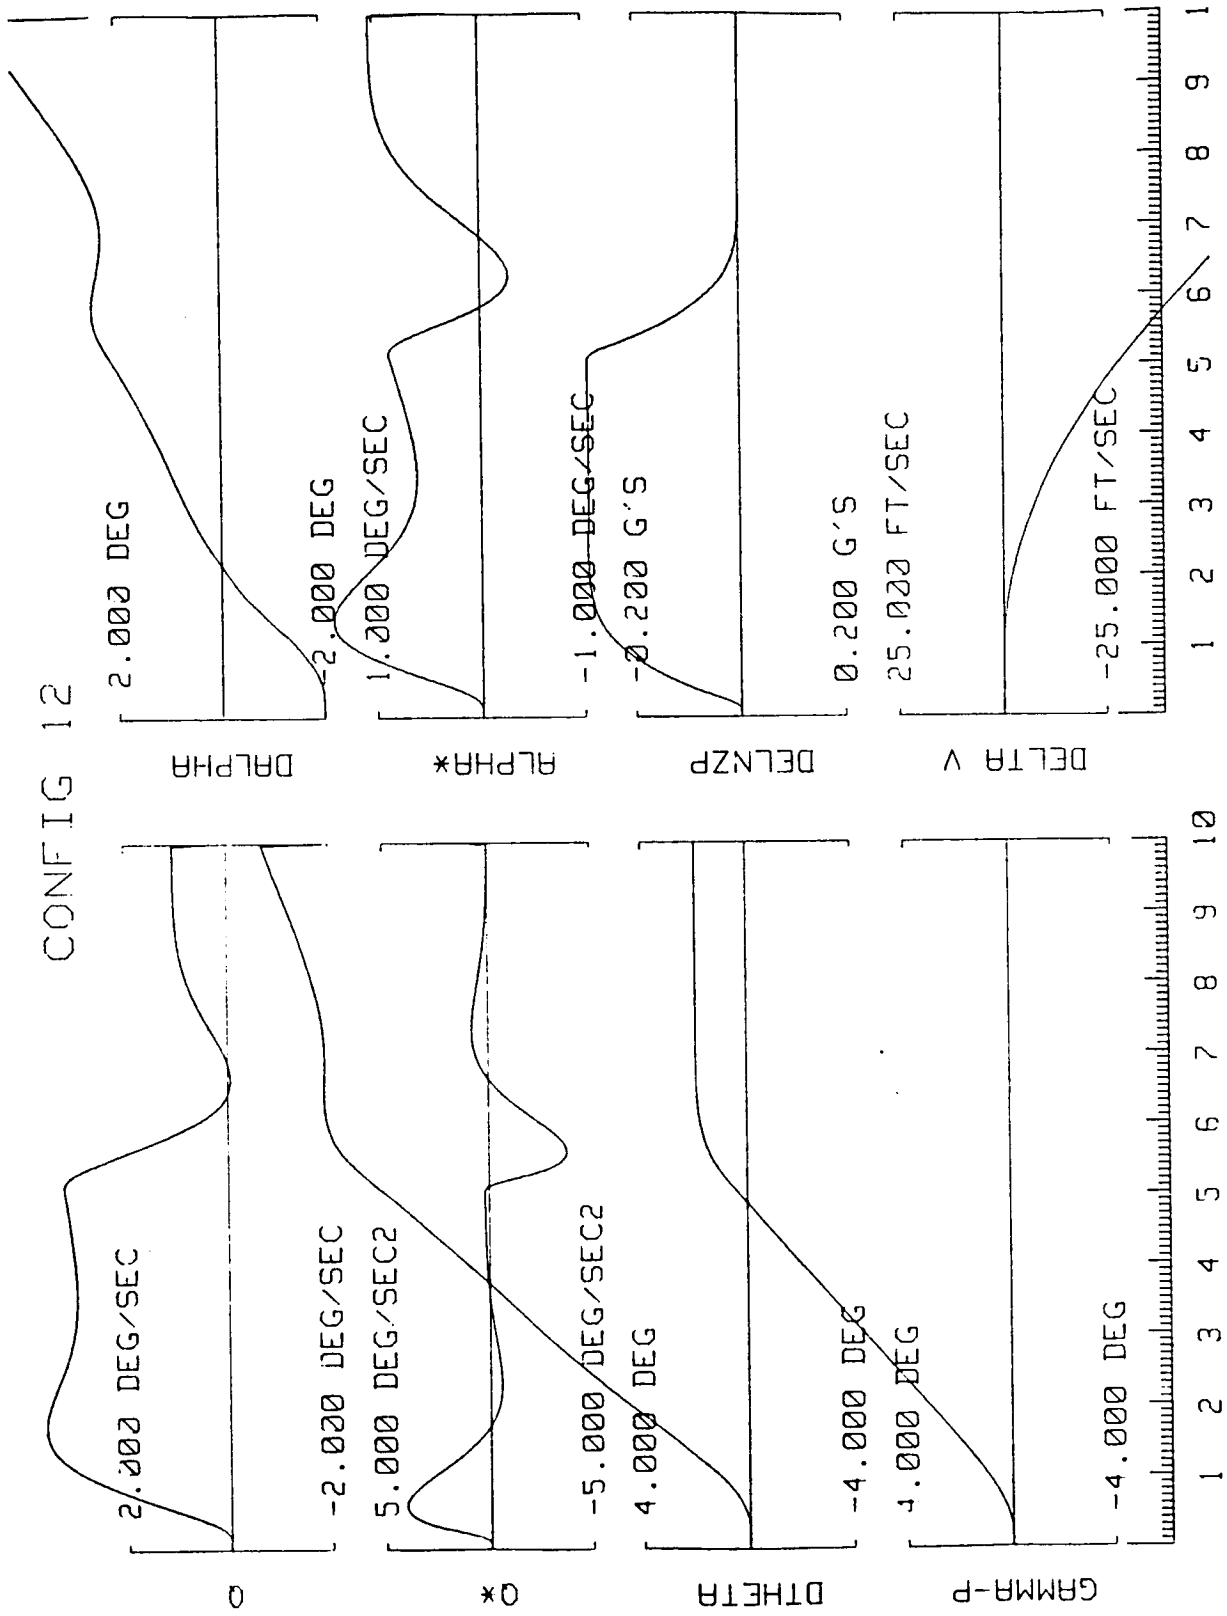 CONFIG 12
Q
2.000 DEG/SEC
-2.000 DEG/SEC
Q*
5.000 DEG/SEC2
-5.000 DEG/SEC2
DTHETA
4.000 DEG
-4.000 DEG
GAMMA-P
4.000 DEG
-4.000 DEG
1 2 3 4 5 6 7 8 9 10
DALPHA
2.000 DEG
-2.000 DEG
ALPHA*
1.000 DEG/SEC
-1.000 DEG/SEC
DELNZP
-0.200 G'S
0.200 G'S
DELTA V
25.000 FT/SEC
-25.000 FT/SEC
1 2 3 4 5 6 7 8 9 1